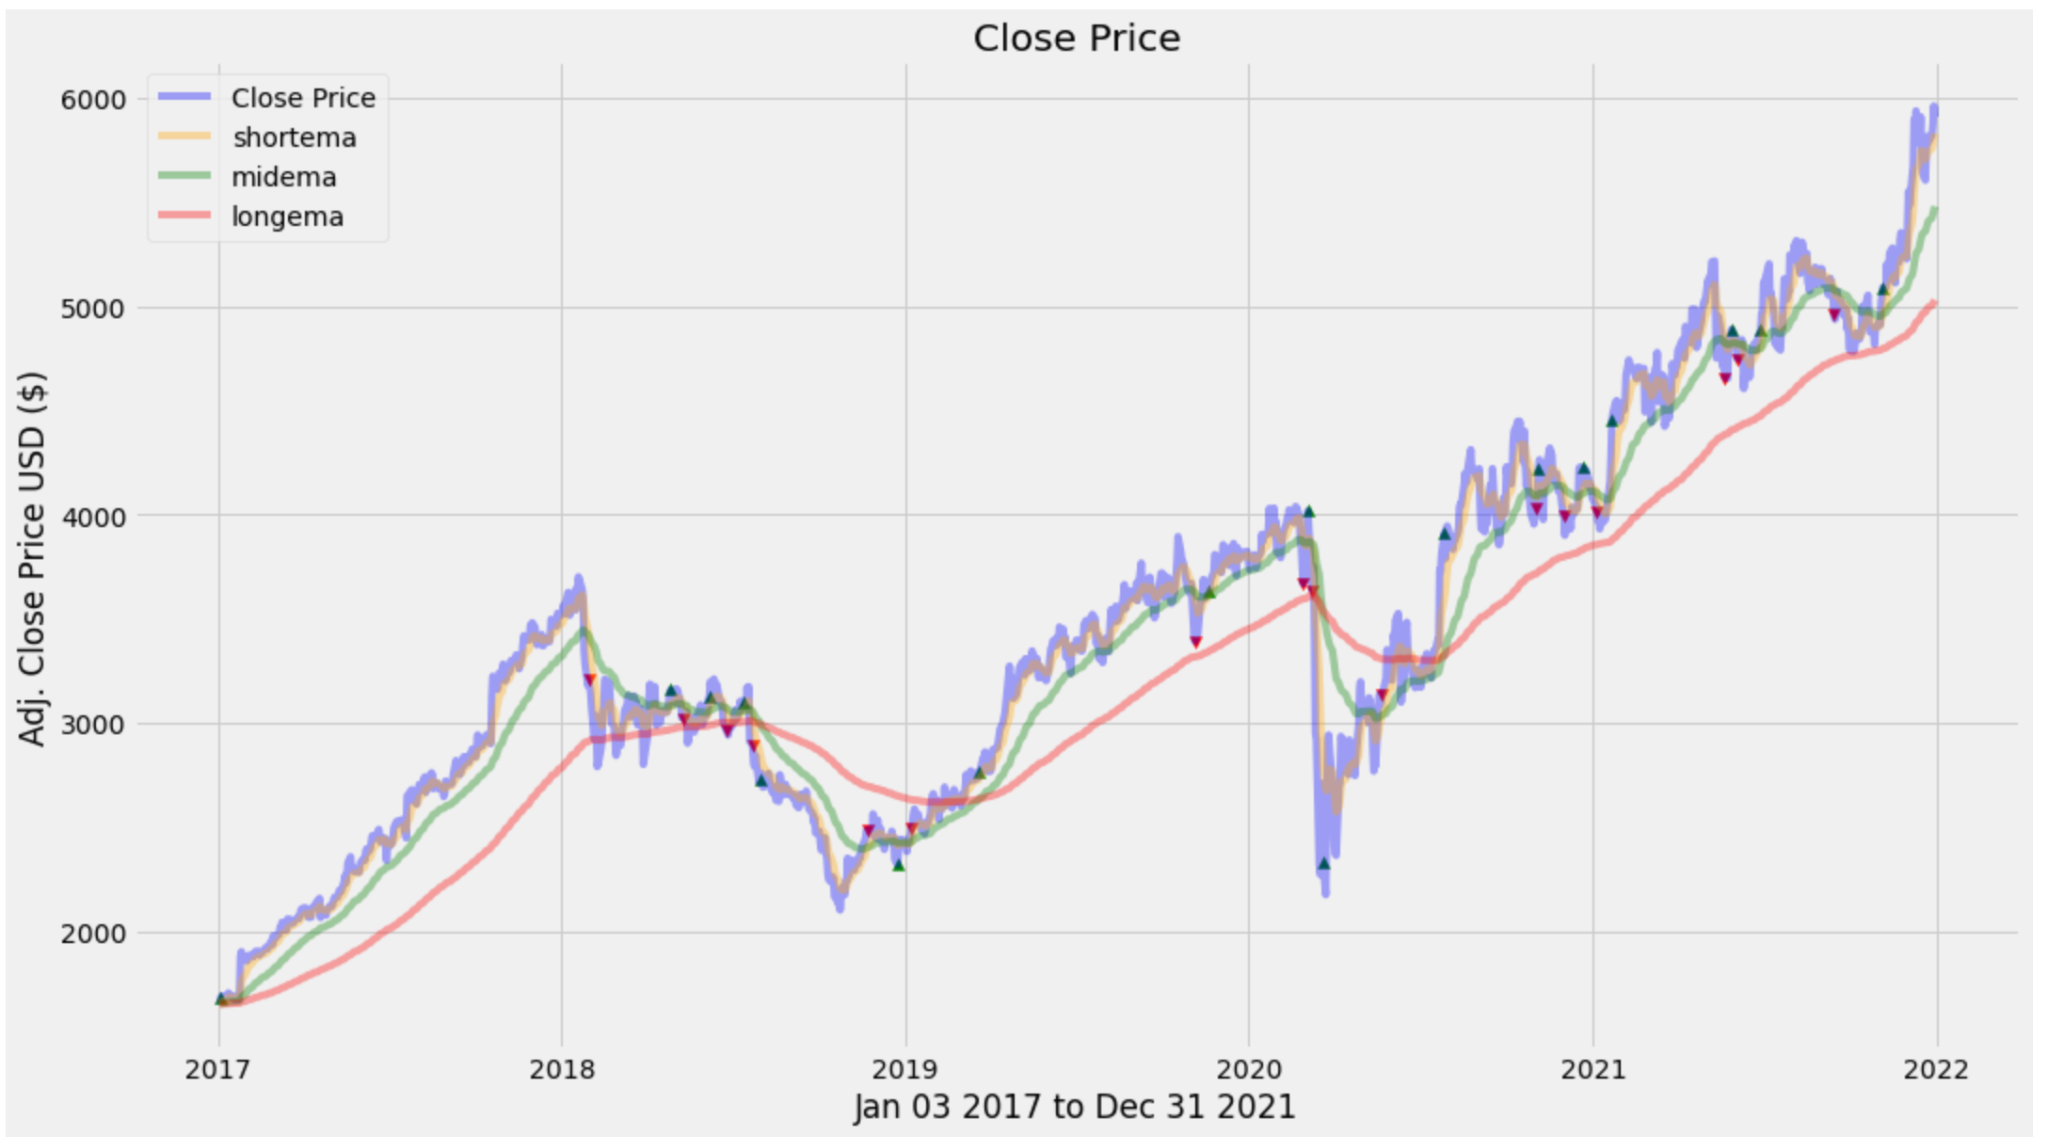 Close Price
Close Price
shortema
midema
longema
6000
5000
4000
3000
2000
Adj. Close Price USD ($)
2017
2018
2019
2020
2021
2022
Jan 03 2017 to Dec 31 2021